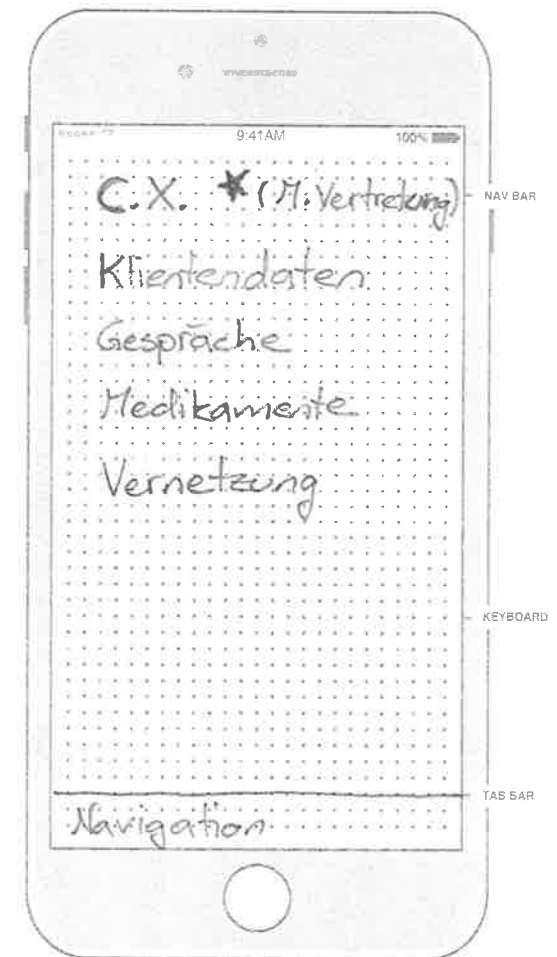 9:41AM 100%
C.X. * (M. Vertretung)
NAV BAR
Klientendaten
Gespräche
Medikamente
Vernetzung
KEYBOARD
TAB BAR
Navigation